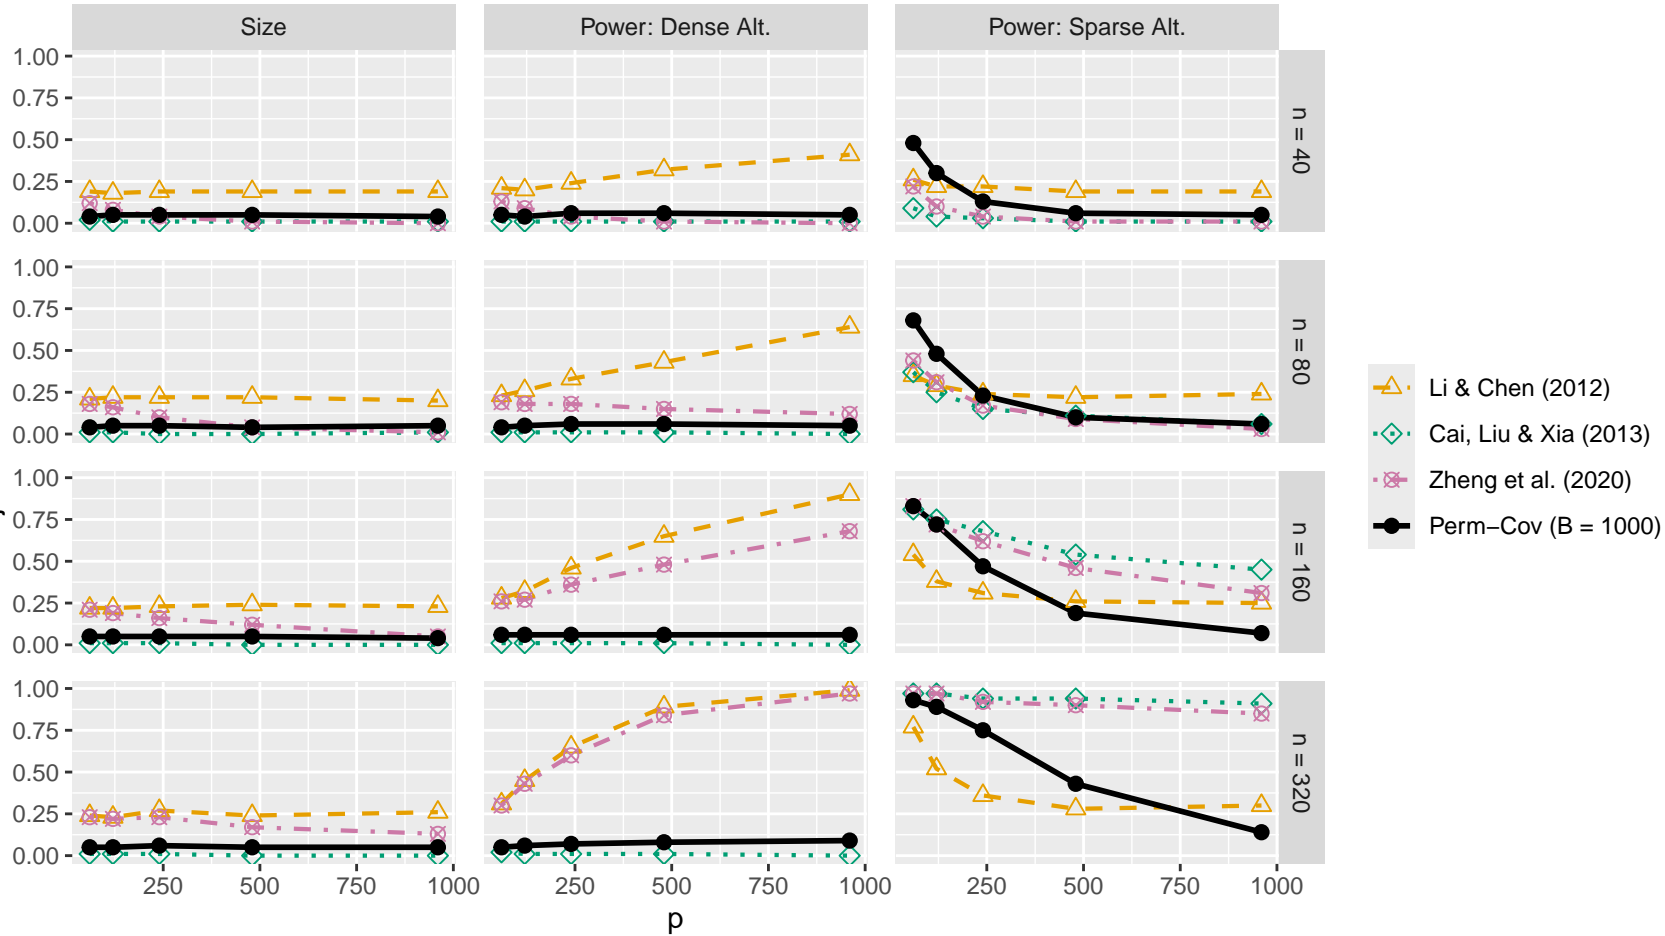 Size
Power: Dense Alt.
Power: Sparse Alt.
1.00
0.75
0.50
0.25
0.00
n = 40
1.00
0.75
0.50
0.25
0.00
n = 80
1.00
0.75
0.50
0.25
0.00
n = 160
1.00
0.75
0.50
0.25
0.00
n = 320
250 500 750 1000
250 500 750 1000
250 500 750 1000
p
Li & Chen (2012)
Cai, Liu & Xia (2013)
Zheng et al. (2020)
Perm−Cov (B = 1000)